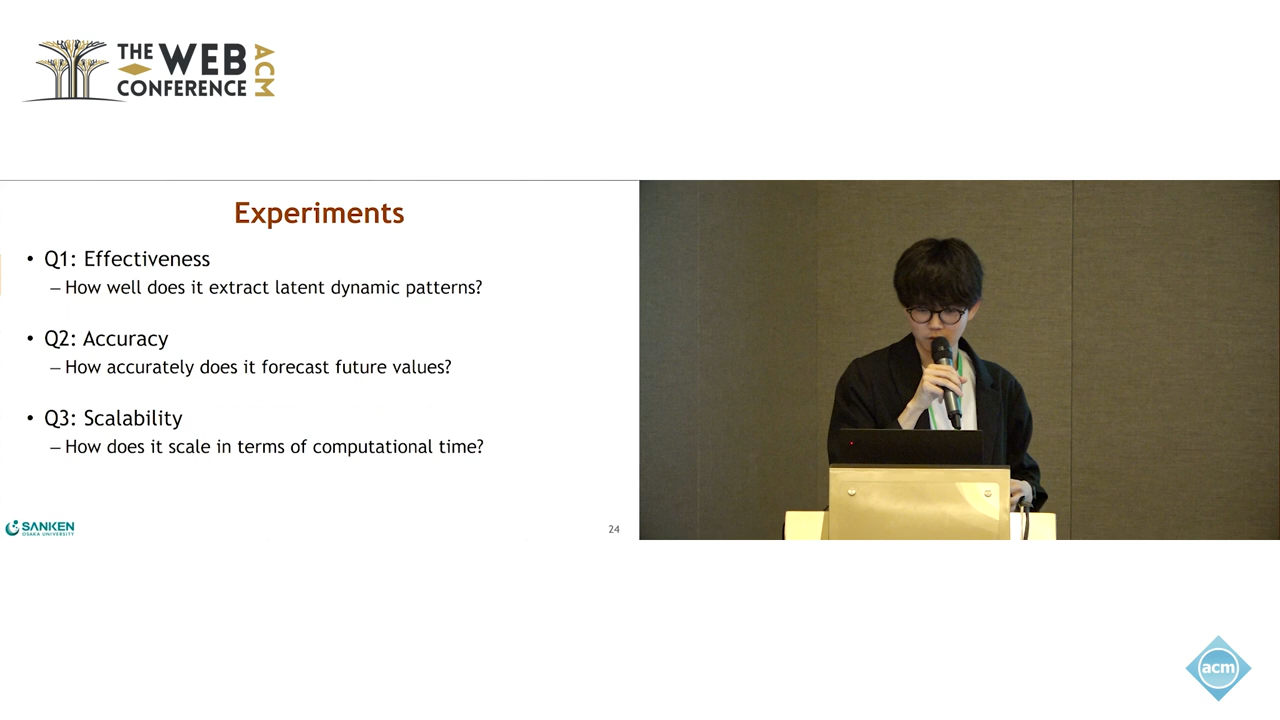 THE WEB
CONFERENCE
ACM
Experiments
• Q1: Effectiveness
– How well does it extract latent dynamic patterns?
• Q2: Accuracy
– How accurately does it forecast future values?
• Q3: Scalability
– How does it scale in terms of computational time?
SANKEN
OSAKA UNIVERSITY
24
acm